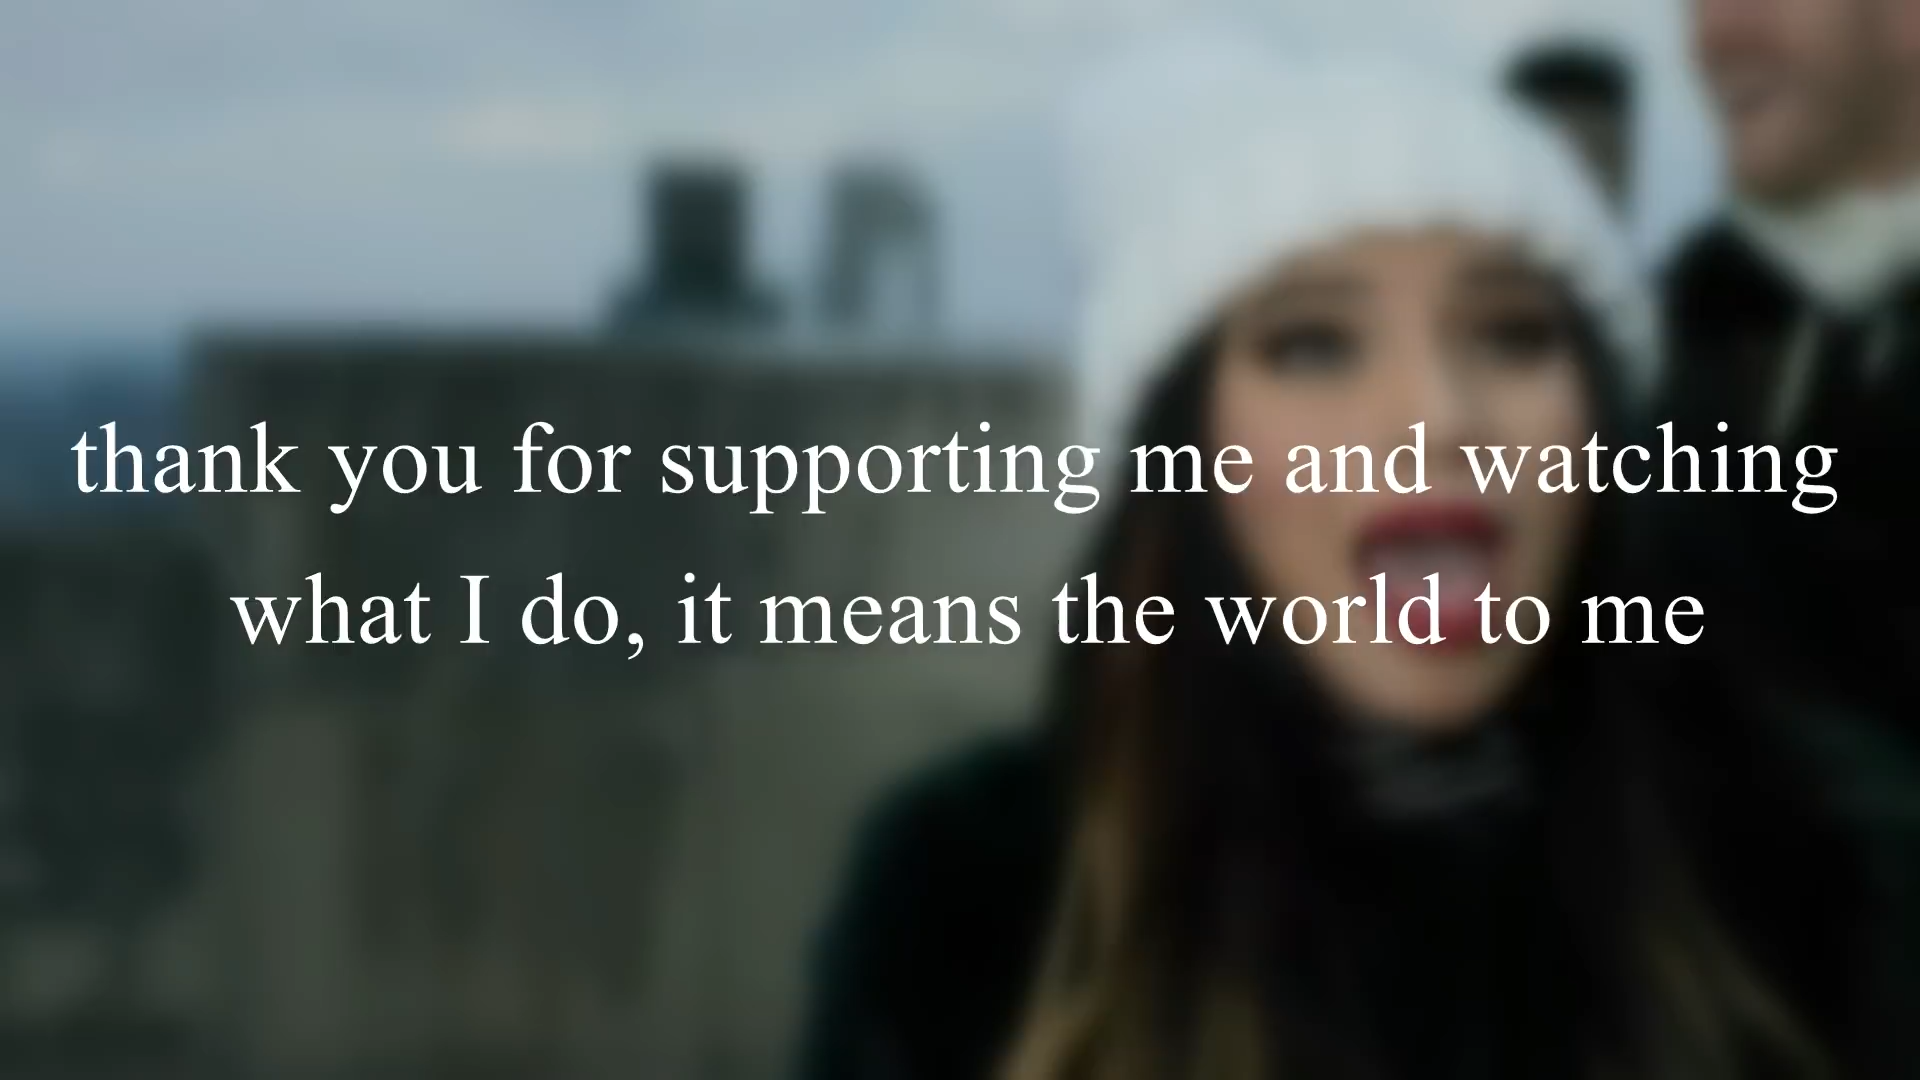 thank you for supporting me and watching
what I do, it means the world to me